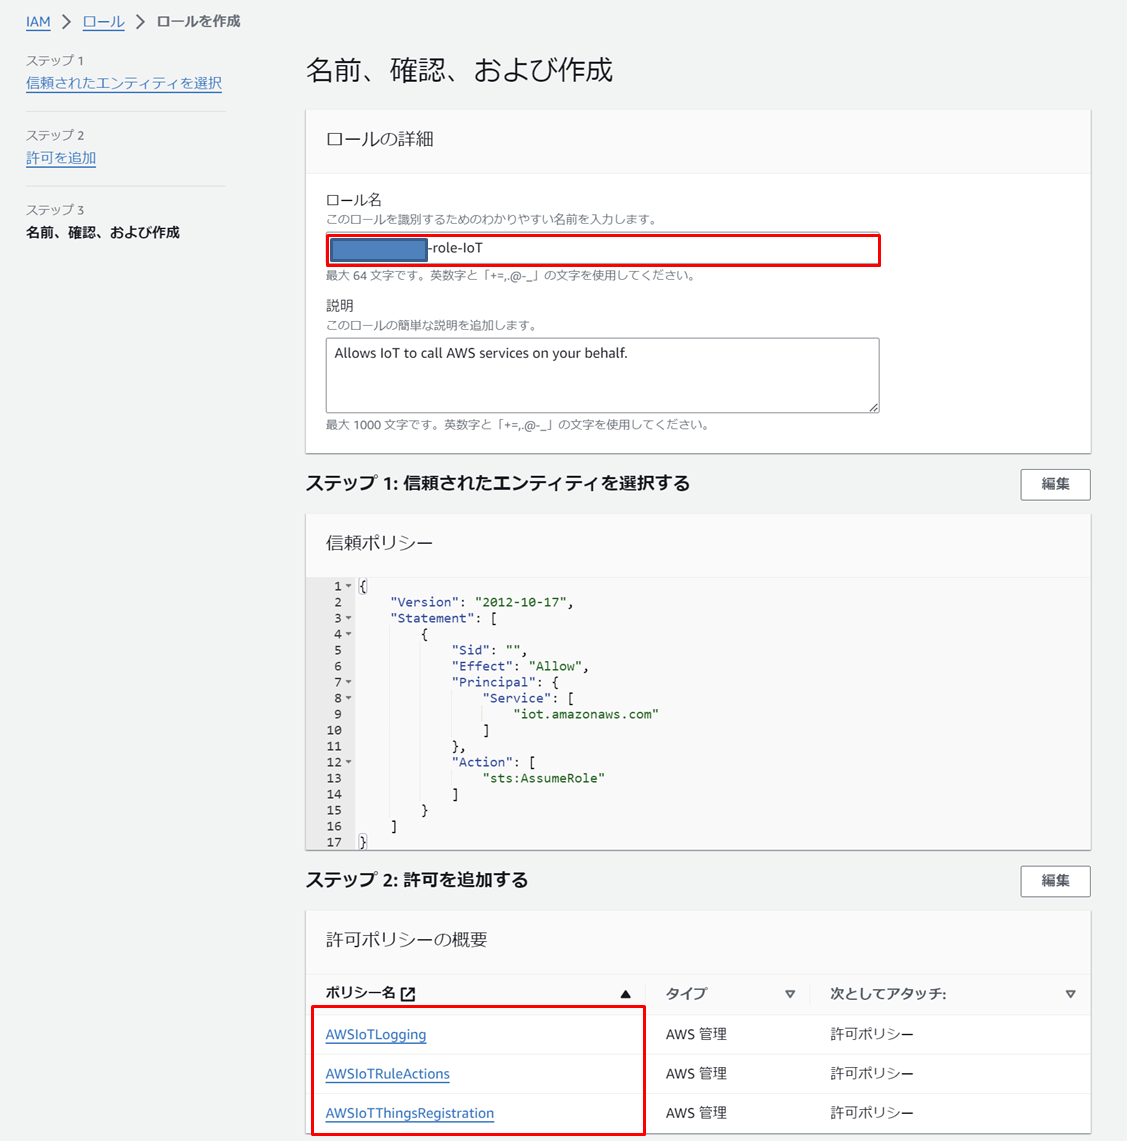 IAM > ロール > ロールを作成
ステップ 1
信頼されたエンティティを選択
ステップ 2
許可を追加
ステップ 3
名前、確認、および作成
名前、確認、および作成
ロールの詳細
ロール名
このロールを識別するためのわかりやすい名前を入力します。
-role-IoT
最大 64 文字です。英数字と「+=,.@-_」の文字を使用してください。
説明
このロールの簡単な説明を追加します。
Allows IoT to call AWS services on your behalf.
最大 1000 文字です。英数字と「+=,.@-_」の文字を使用してください。
ステップ 1: 信頼されたエンティティを選択する
編集
信頼ポリシー
1 {
2 "Version": "2012-10-17",
3 "Statement": [
4 {
5 "Sid": "",
6 "Effect": "Allow",
7 "Principal": {
8 "Service": [
9 "iot.amazonaws.com"
10 ]
11 },
12 "Action": [
13 "sts:AssumeRole"
14 ]
15 }
16 ]
17 }
ステップ 2: 許可を追加する
編集
許可ポリシーの概要
ポリシー名 タイプ 次としてアタッチ:
AWSIoTLogging AWS 管理 許可ポリシー
AWSIoTRuleActions AWS 管理 許可ポリシー
AWSIoTThingsRegistration AWS 管理 許可ポリシー